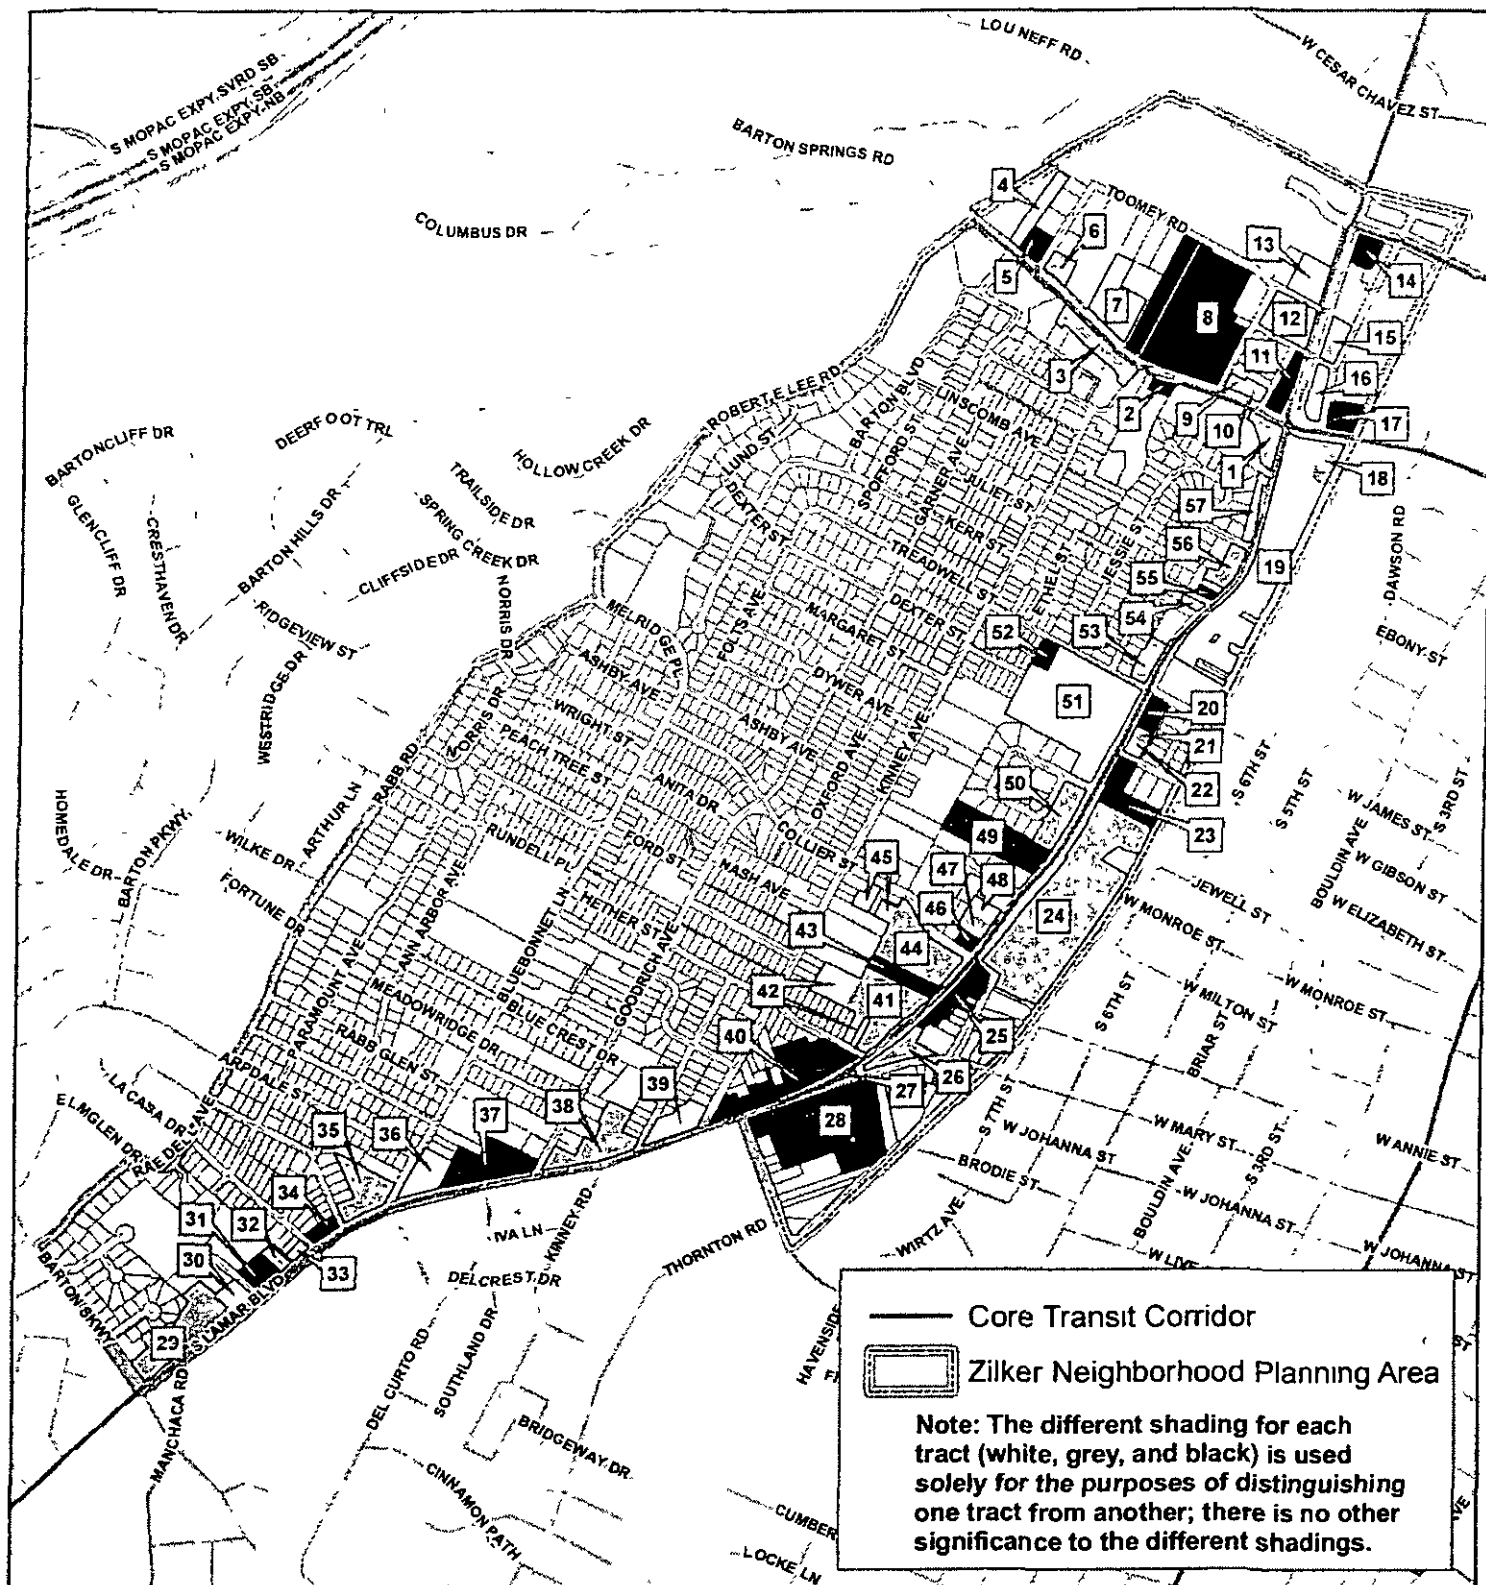 LOU NEFF RD
W CESAR CHAVEZ ST
S MOPAC EXPY SVRD SB
S MOPAC EXPY SB
S MOPAC EXPY NB
BARTON SPRINGS RD
COLUMBUS DR
TOOMEY RD
4
6
13
14
5
7
8
12
15
11
3
16
2
9
10
17
1
18
ROBERT E LEE RD
BARTON BLVD
LINSCOMB AVE
LUND ST
SPOFFORD ST
GARNER AVE
JULIET ST
DEXTER ST
KERR ST
TREADWELL ST
ETHEL ST
JESSIE ST
57
56
55
19
54
DAWSON RD
EBONY ST
BARTONCLIFF DR
DEERFOOT TRL
HOLLOW CREEK DR
TRAILSIDE DR
GLENCLIFF DR
CRESTHAVEN DR
BARTON HILLS DR
SPRING CREEK DR
CLIFFSIDE DR
NORRIS DR
RIDGEVIEW ST
WESTRIDGE DR
MELRIDGE PL
FOLTS AVE
MARGARET ST
DEXTER ST
52
53
ASHBY AVE
DYWER AVE
51
20
21
22
NORRIS DR
WRIGHT ST
ASHBY AVE
PEACH TREE ST
RABB RD
ANITA DR
OXFORD AVE
KINNEY AVE
50
23
S 6TH ST
S 5TH ST
W JAMES ST
S 3RD ST
BOULDIN AVE
W GIBSON ST
W ELIZABETH ST
HOMEDALE DR
BARTON PKWY
ARTHUR LN
WILKE DR
FORTUNE DR
RUNDELL PL
FORD ST
COLLIER ST
NASH AVE
49
45
47
48
46
24
JEWELL ST
W MONROE ST
43
44
HETHER ST
ANN ARBOR AVE
BLUEBONNET LN
GOODRICH AVE
PARAMOUNT AVE
MEADOWRIDGE DR
BLUE CREST DR
RABB GLEN ST
42
41
40
25
26
27
28
S 6TH ST
W MILTON ST
W MONROE ST
BRIAR ST
S 7TH ST
W JOHANNA ST
W MARY ST
S 3RD ST
W ANNIE ST
BRODIE ST
BOULDIN AVE
W JOHANNA ST
WIRTZ AVE
W LIVE
W JOHANNA ST
ARPDALE ST
LA CASA DR
ELMGLEN DR
RAE DELL AVE
39
38
37
36
35
34
31
32
30
33
29
S LAMAR BLVD
BARTON SKWY
MANCHACA RD
IVA LN
KINNEY RD
DELCREST DR
THORNTON RD
DEL CURTO RD
SOUTHLAND DR
BRIDGEWAY DR
CINNAMON PATH
HAVENSIDE
CUMBER
LOCKE LN
Core Transit Corridor
Zilker Neighborhood Planning Area
Note: The different shading for each
tract (white, grey, and black) is used
solely for the purposes of distinguishing
one tract from another; there is no other
significance to the different shadings.